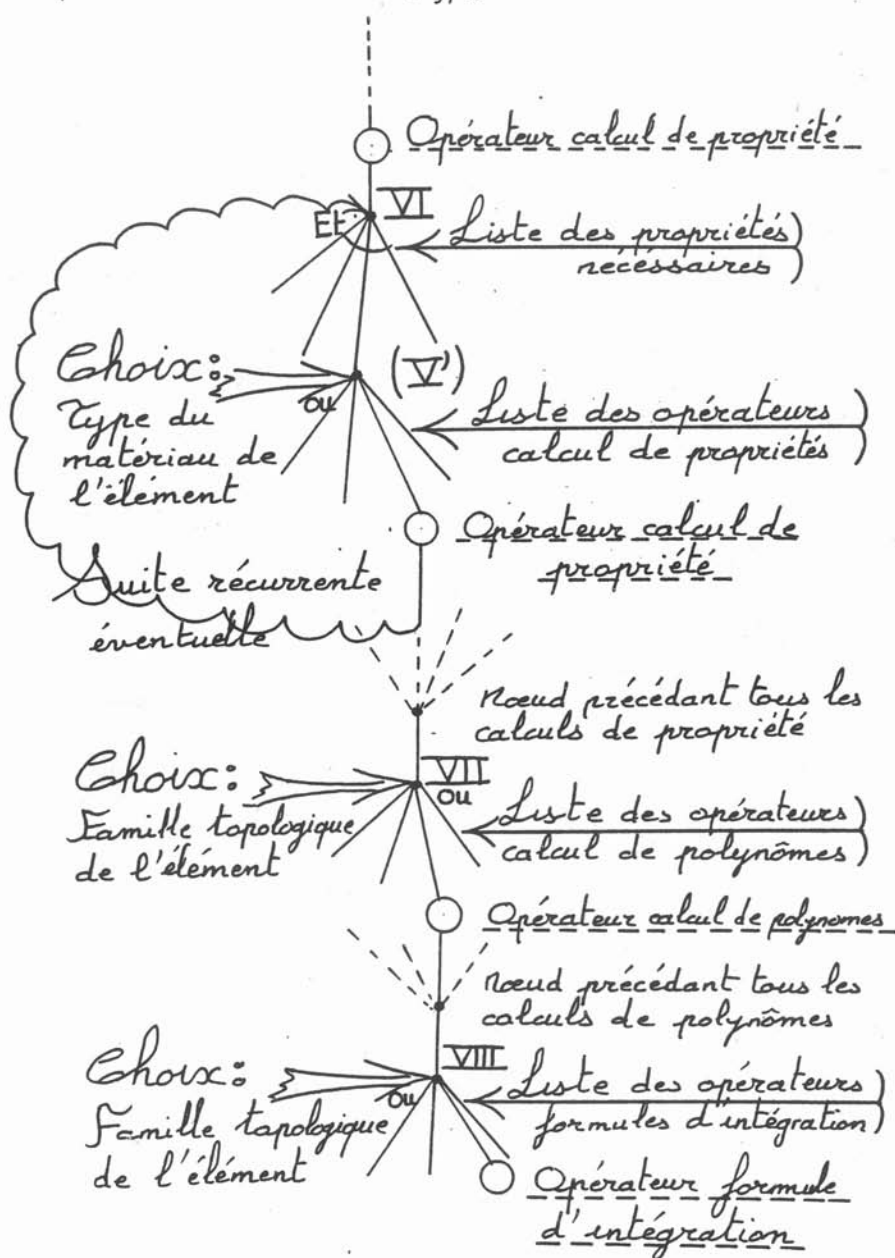 Opérateur calcul de propriété
VI
Et
Liste des propriétés)
nécéssaires)
Choix:
(V')
ou
Type du
matériau de
l'élément
Liste des opérateurs)
calcul de propriétés)
Opérateur calcul de
propriété
Suite récurrente
éventuelle
Nœud précédant tous les
calculs de propriété
Choix:
VII
ou
Famille topologique
de l'élément
Liste des opérateurs)
calcul de polynômes)
Opérateur calcul de polynomes
Nœud précédant tous les
calculs de polynômes
Choix:
VIII
ou
Famille topologique
de l'élément
Liste des opérateurs)
formules d'intégration)
Opérateur formule
d'intégration